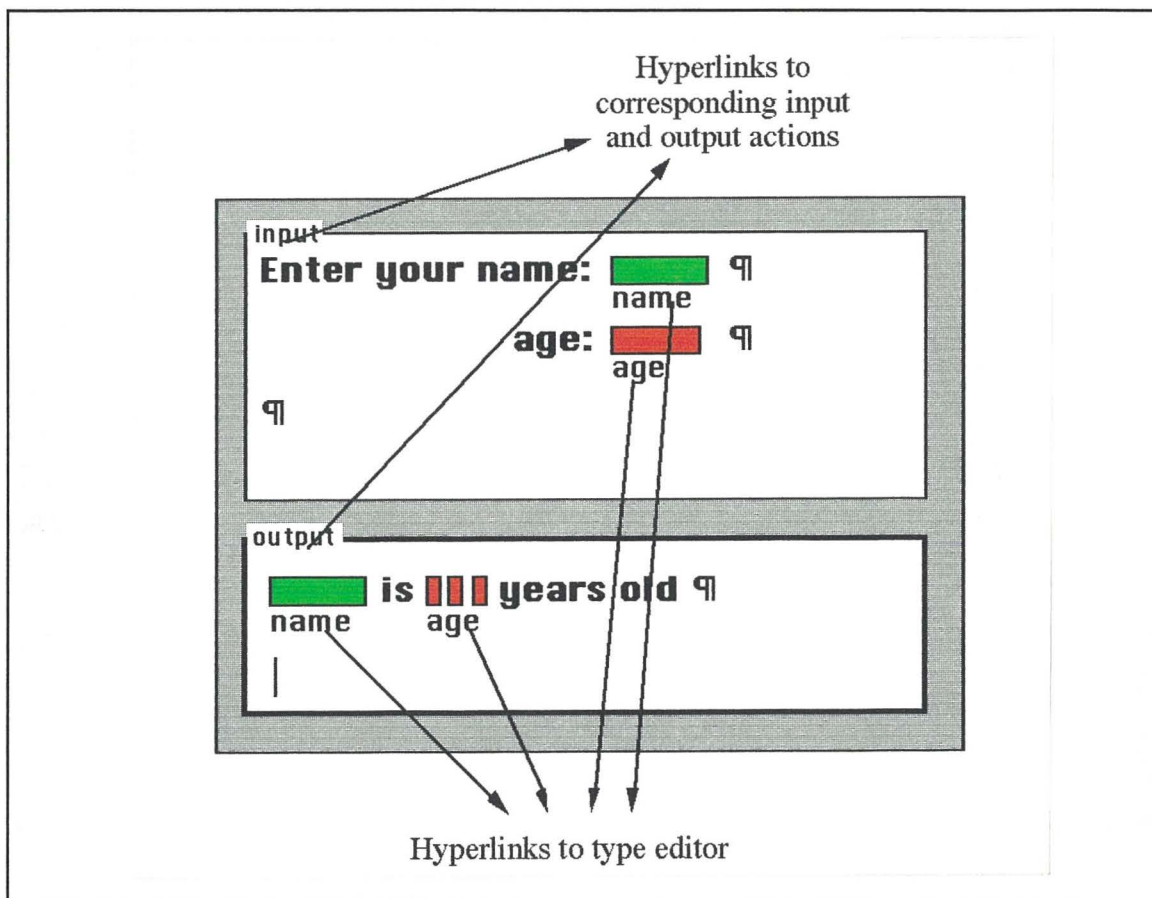 Hyperlinks to
corresponding input
and output actions
input
Enter your name: ¶
name
age: ¶
age
¶
output
is years old ¶
name age
Hyperlinks to type editor